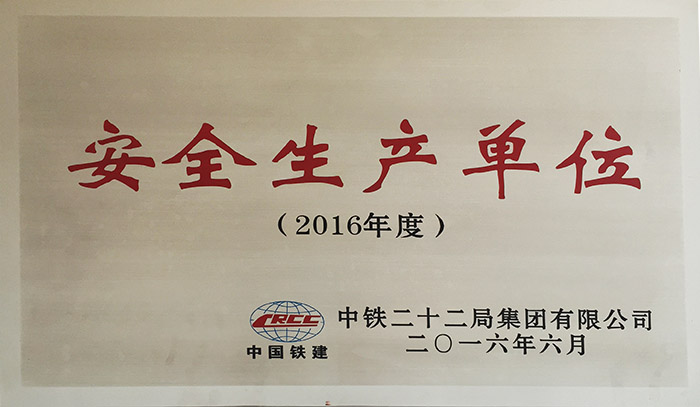 安全生产单位
（2016年度）
CRCC
中国铁建
中铁二十二局集团有限公司
二〇一六年六月